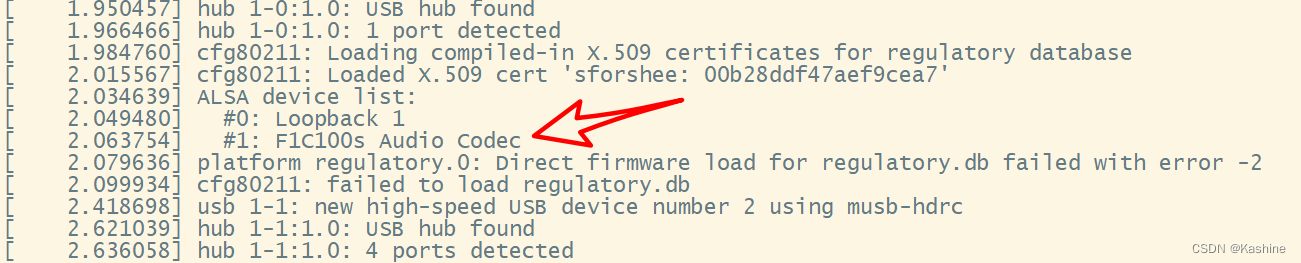 [    1.950457] hub 1-0:1.0: USB hub found
[    1.966466] hub 1-0:1.0: 1 port detected
[    1.984760] cfg80211: Loading compiled-in X.509 certificates for regulatory database
[    2.015567] cfg80211: Loaded X.509 cert 'sforshee: 00b28ddf47aef9cea7'
[    2.034639] ALSA device list:
[    2.049480]   #0: Loopback 1
[    2.063754]   #1: F1C100s Audio Codec
[    2.079636] platform regulatory.0: Direct firmware load for regulatory.db failed with error -2
[    2.099934] cfg80211: failed to load regulatory.db
[    2.418698] usb 1-1: new high-speed USB device number 2 using musb-hdrc
[    2.621039] hub 1-1:1.0: USB hub found
[    2.636058] hub 1-1:1.0: 4 ports detected
CSDN @Kashine